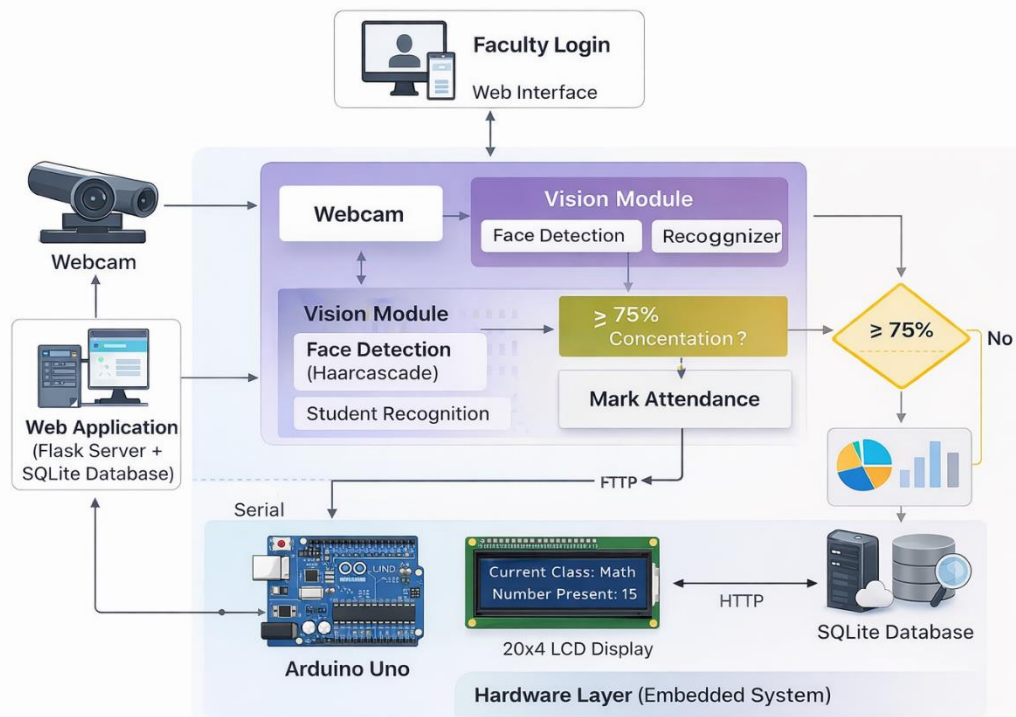 Faculty Login
Web Interface
Webcam
Webcam
Vision Module
Face Detection
Recoggnizer
Vision Module
Face Detection
(Haarcascade)
Student Recognition
≥ 75%
Concentation ?
Mark Attendance
≥ 75%
No
Web Application
(Flask Server +
SQLite Database)
FTTP
Serial
Current Class: Math
Number Present: 15
HTTP
Arduino Uno
20x4 LCD Display
SQLite Database
Hardware Layer (Embedded System)